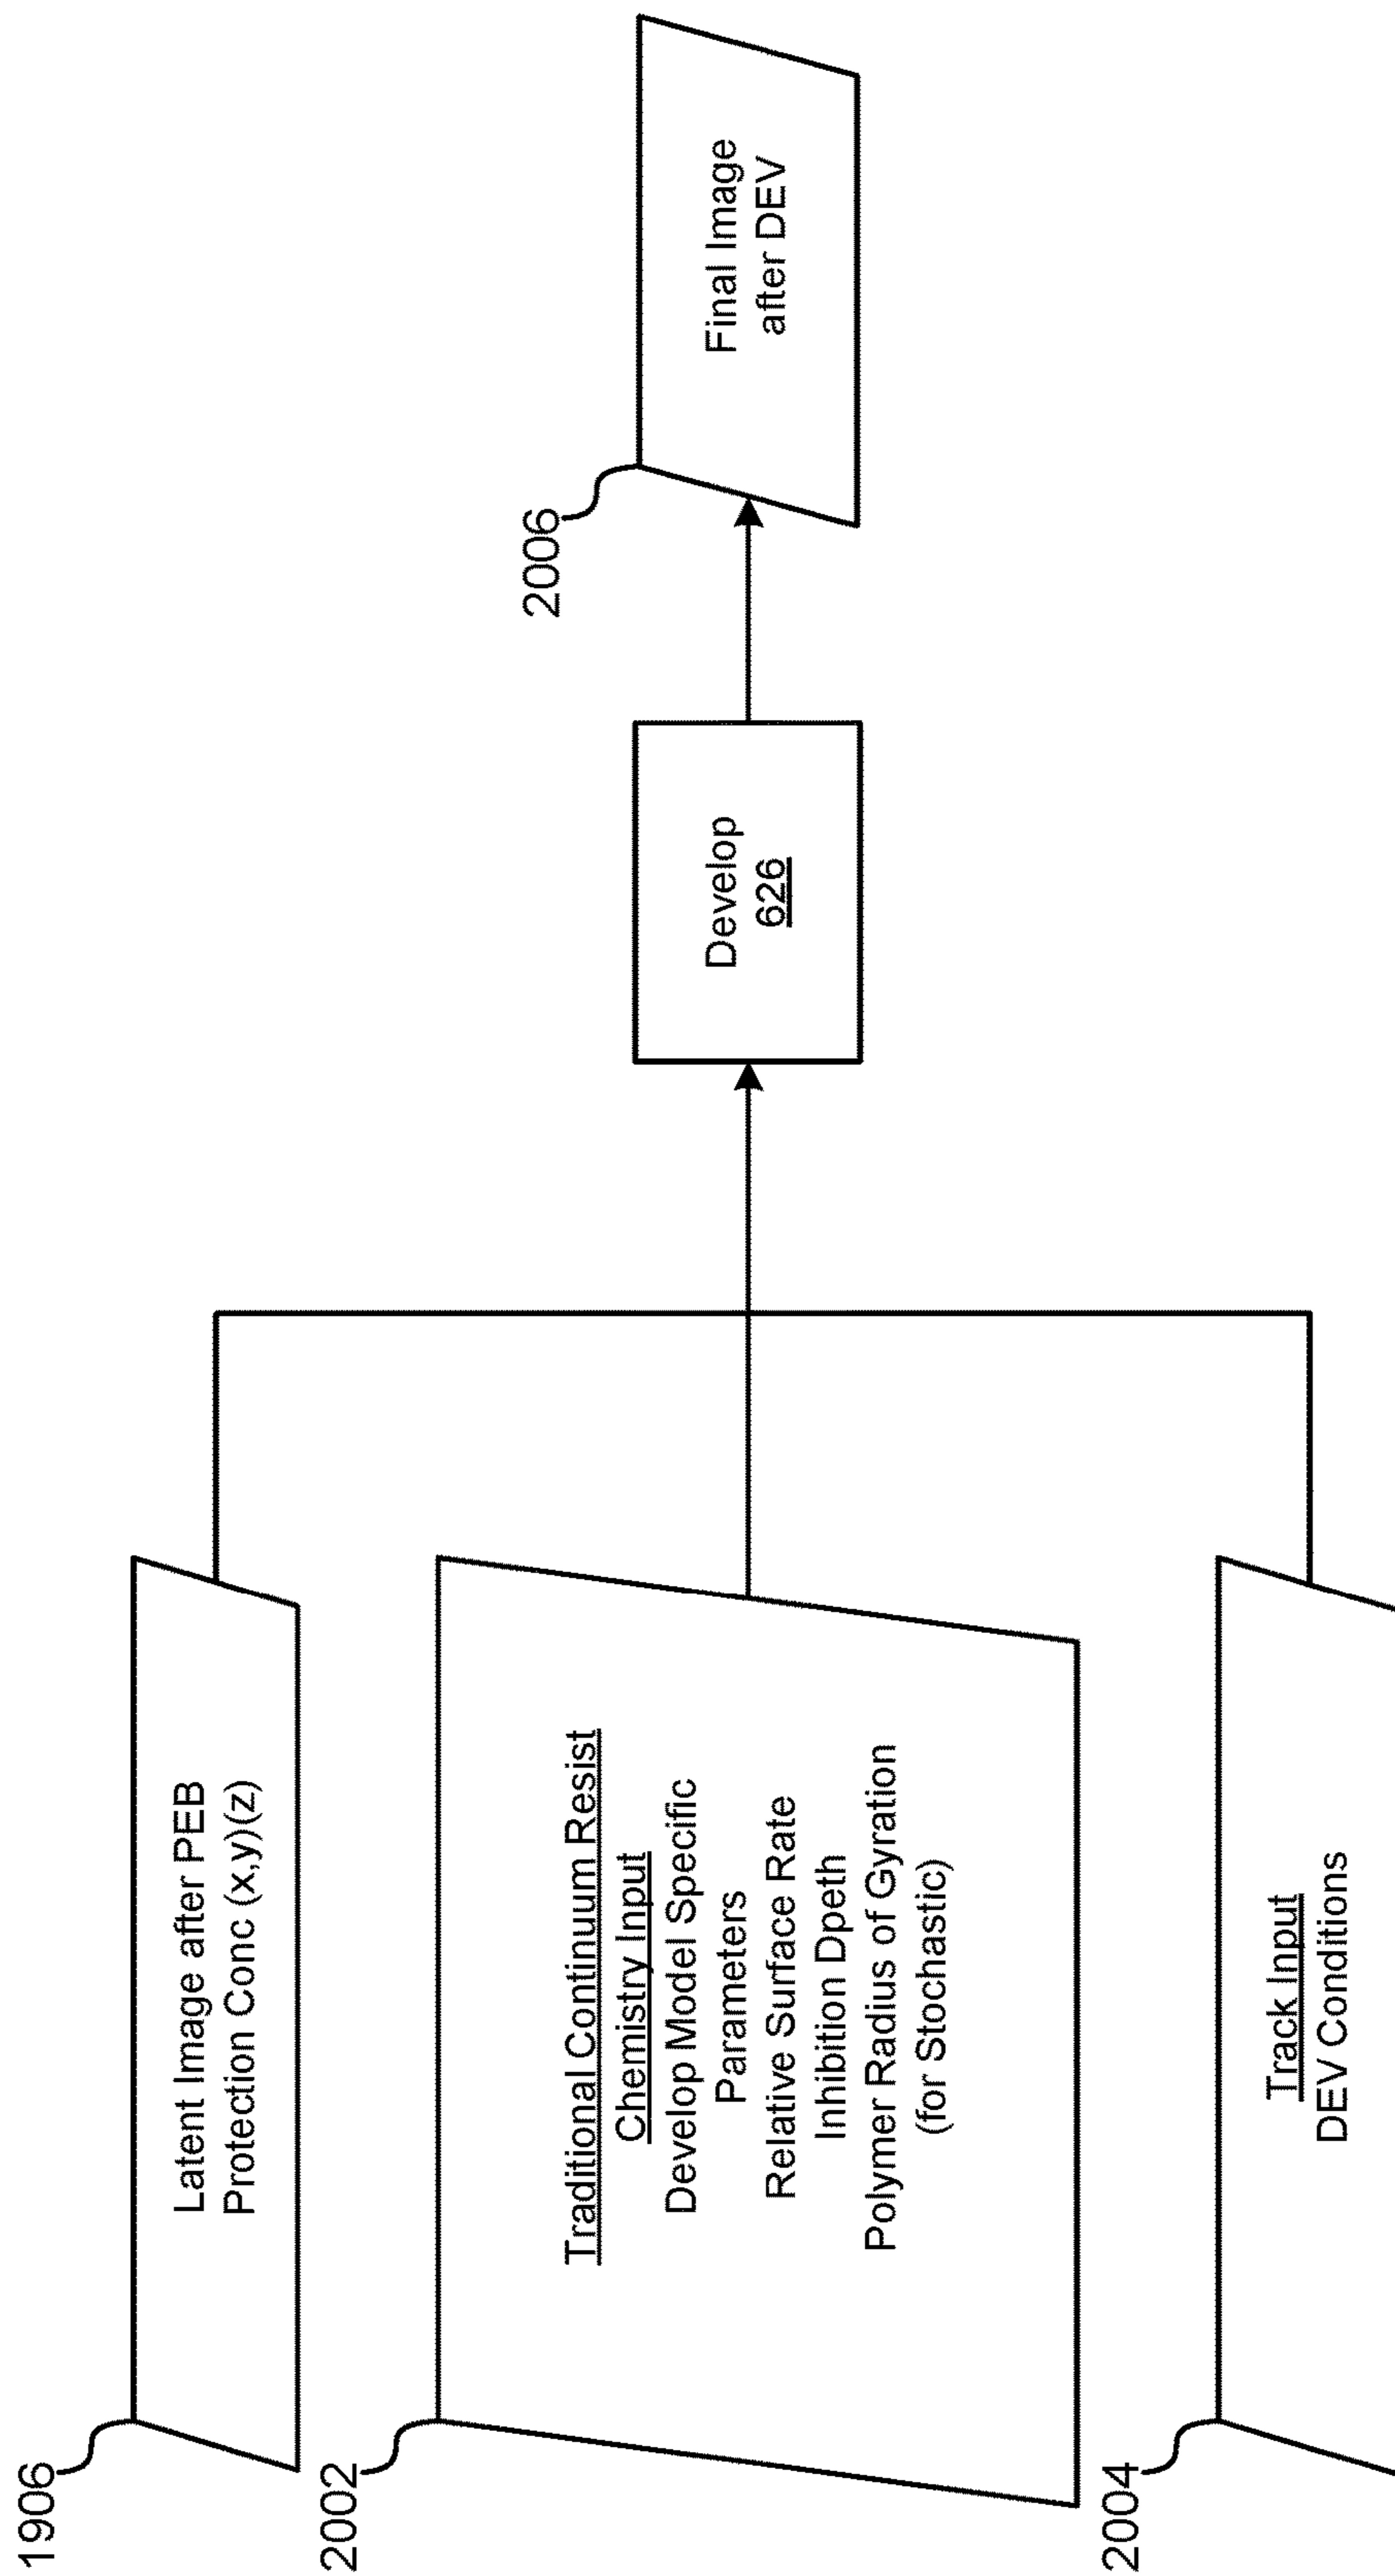 1906
Latent Image after PEB
Protection Conc (x,y)(z)
2002
Traditional Continuum Resist
Chemistry Input
Develop Model Specific
Parameters
Relative Surface Rate
Inhibition Dpeth
Polymer Radius of Gyration
(for Stochastic)
2004
Track Input
DEV Conditions
Develop
626
2006
Final Image
after DEV